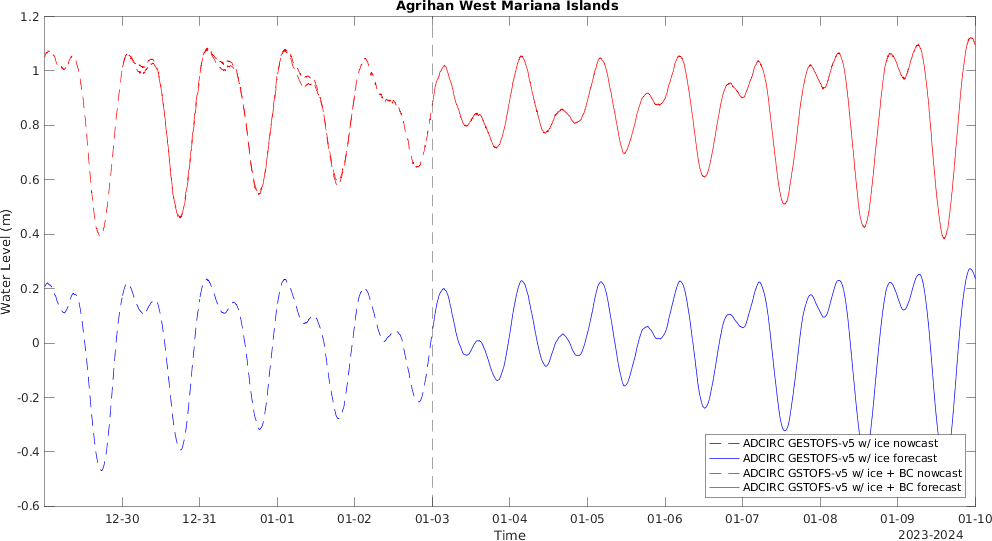 Agrihan West Mariana Islands
1.2
1
0.8
0.6
0.4
0.2
0
-0.2
-0.4
-0.6
Water Level (m)
ADCIRC GESTOFS-v5 w/ ice nowcast
ADCIRC GESTOFS-v5 w/ ice forecast
ADCIRC GSTOFS-v5 w/ ice + BC nowcast
ADCIRC GSTOFS-v5 w/ ice + BC forecast
12-30 12-31 01-01 01-02 01-03 01-04 01-05 01-06 01-07 01-08 01-09 01-10
Time
2023-2024